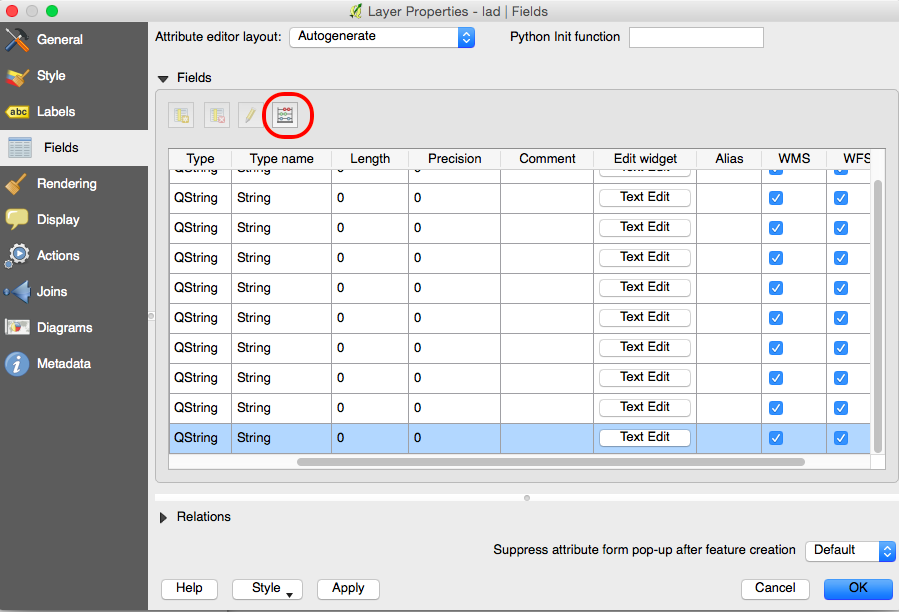 Layer Properties - lad | Fields
General
Style
abc Labels
Fields
Rendering
Display
Actions
Joins
Diagrams
Metadata
Attribute editor layout: Autogenerate Python Init function
Fields
Type Type name Length Precision Comment Edit widget Alias WMS WFS
QString String 0 0 Text Edit
QString String 0 0 Text Edit
QString String 0 0 Text Edit
QString String 0 0 Text Edit
QString String 0 0 Text Edit
QString String 0 0 Text Edit
QString String 0 0 Text Edit
QString String 0 0 Text Edit
QString String 0 0 Text Edit
QString String 0 0 Text Edit
Relations
Suppress attribute form pop-up after feature creation Default
Help Style Apply Cancel OK